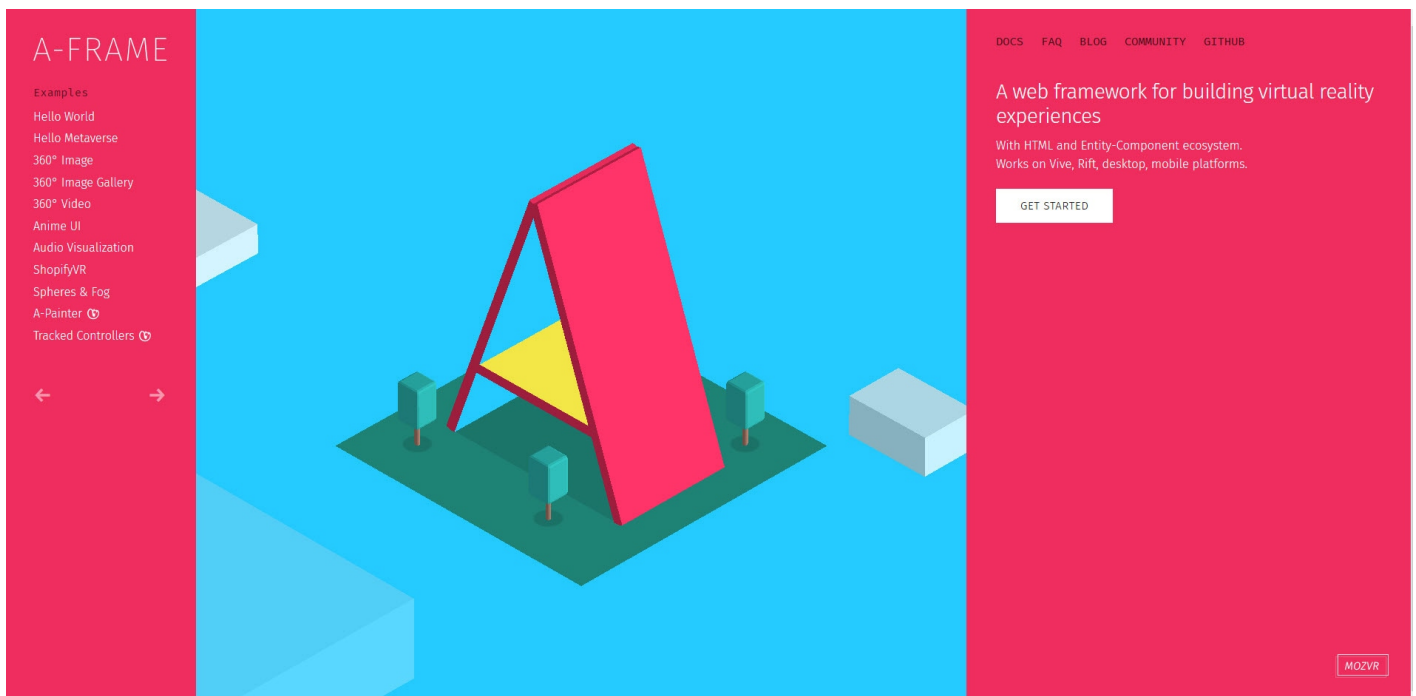 A-FRAME
Examples
Hello World
Hello Metaverse
360° Image
360° Image Gallery
360° Video
Anime UI
Audio Visualization
ShopifyVR
Spheres & Fog
A-Painter
Tracked Controllers
DOCS FAQ BLOG COMMUNITY GITHUB
A web framework for building virtual reality
experiences
With HTML and Entity-Component ecosystem.
Works on Vive, Rift, desktop, mobile platforms.
GET STARTED
MOZVR